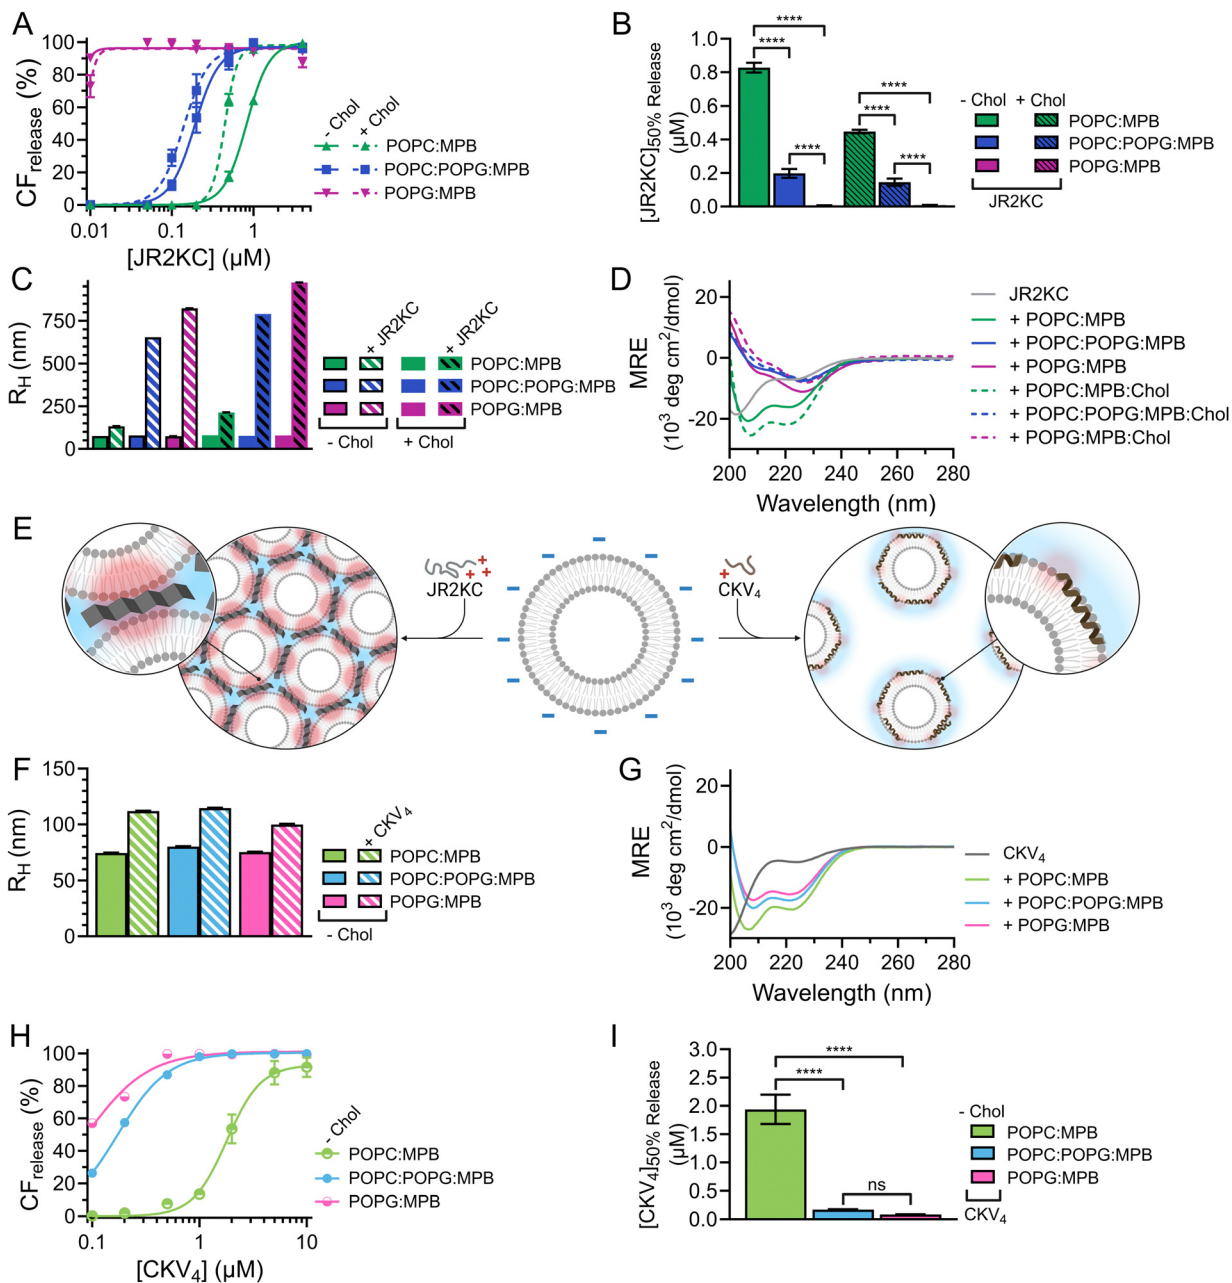 A
CF release (%)
100
80
60
40
20
0
0.01
0.1
1
[JR2KC] (µM)
- Chol
+ Chol
POPC:MPB
POPC:POPG:MPB
POPG:MPB
B
[JR2KC]50% Release
(µM)
1.0
0.8
0.6
0.4
0.2
0.0
****
****
****
****
****
****
- Chol + Chol
POPC:MPB
POPC:POPG:MPB
POPG:MPB
JR2KC
C
RH (nm)
750
500
250
0
+ JR2KC
+ JR2KC
POPC:MPB
POPC:POPG:MPB
POPG:MPB
- Chol
+ Chol
D
MRE
(10³ deg cm²/dmol)
20
0
-20
200 220 240 260 280
Wavelength (nm)
JR2KC
+ POPC:MPB
+ POPC:POPG:MPB
+ POPG:MPB
+ POPC:MPB:Chol
+ POPC:POPG:MPB:Chol
+ POPG:MPB:Chol
E
+
+ +
JR2KC
+
CKV₄
F
RH (nm)
150
100
50
0
+ CKV₄
POPC:MPB
POPC:POPG:MPB
POPG:MPB
- Chol
G
MRE
(10³ deg cm²/dmol)
20
0
-20
200 220 240 260 280
Wavelength (nm)
CKV₄
+ POPC:MPB
+ POPC:POPG:MPB
+ POPG:MPB
H
CF release (%)
100
80
60
40
20
0
0.1
1
10
[CKV₄] (µM)
- Chol
POPC:MPB
POPC:POPG:MPB
POPG:MPB
I
[CKV₄]50% Release
(µM)
3.0
2.5
2.0
1.5
1.0
0.5
0.0
****
****
ns
- Chol
POPC:MPB
POPC:POPG:MPB
POPG:MPB
CKV₄